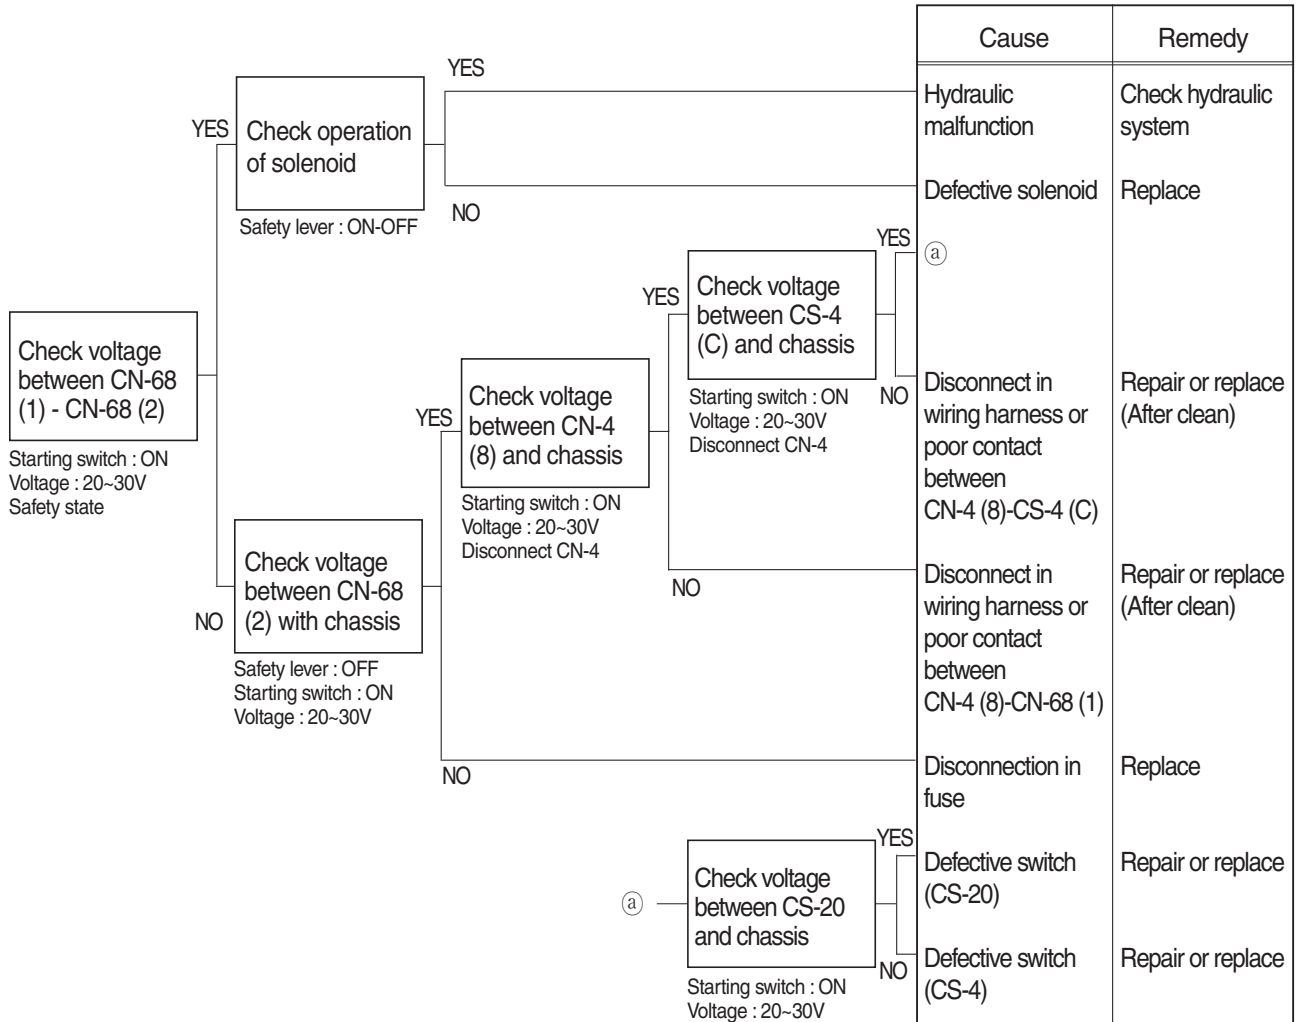 Cause
Remedy
YES
Hydraulic
malfunction
Check hydraulic
system
YES
Check operation
of solenoid
Safety lever : ON-OFF
NO
Defective solenoid
Replace
YES
ⓐ
YES
Check voltage
between CS-4
(C) and chassis
Starting switch : ON
Voltage : 20~30V
Disconnect CN-4
NO
Disconnect in
wiring harness or
poor contact
between
CN-4 (8)-CS-4 (C)
Repair or replace
(After clean)
Check voltage
between CN-68
(1) - CN-68 (2)
Starting switch : ON
Voltage : 20~30V
Safety state
YES
Check voltage
between CN-4
(8) and chassis
Starting switch : ON
Voltage : 20~30V
Disconnect CN-4
NO
Disconnect in
wiring harness or
poor contact
between
CN-4 (8)-CN-68 (1)
Repair or replace
(After clean)
NO
Check voltage
between CN-68
(2) with chassis
Safety lever : OFF
Starting switch : ON
Voltage : 20~30V
NO
Disconnection in
fuse
Replace
ⓐ
Check voltage
between CS-20
and chassis
Starting switch : ON
Voltage : 20~30V
YES
Defective switch
(CS-20)
Repair or replace
NO
Defective switch
(CS-4)
Repair or replace